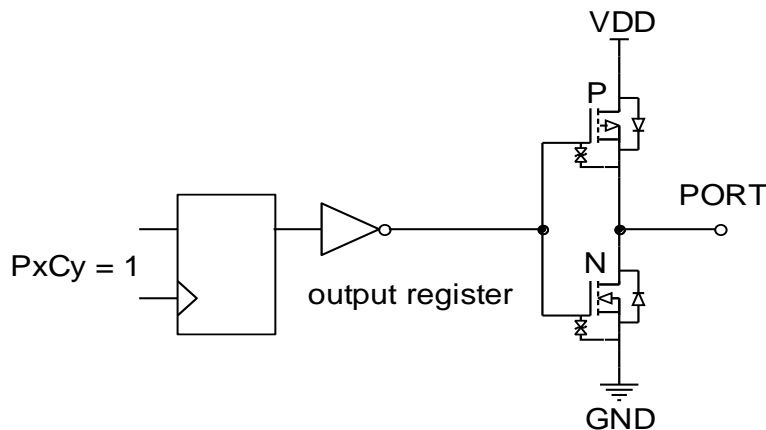 VDD
P
PORT
PxCy = 1
N
output register
GND